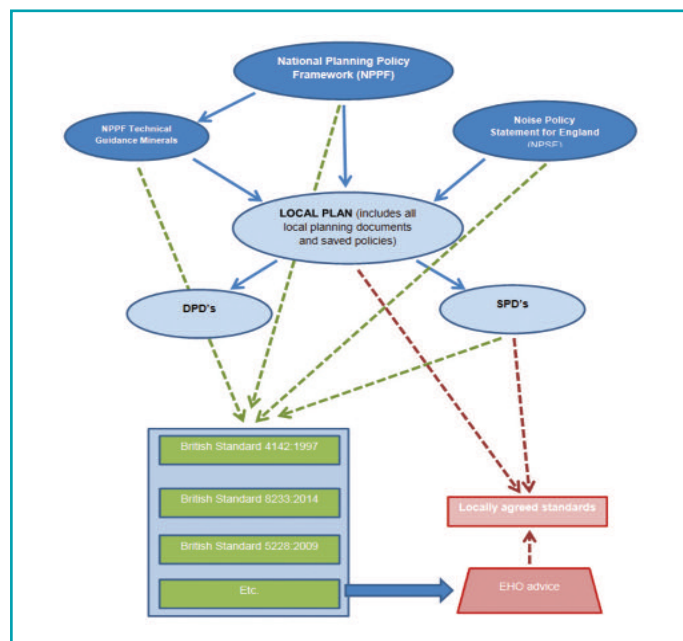 National Planning Policy
Framework (NPPF)
NPPF Technical
Guidance Minerals
Noise Policy
Statement for England
(NPSE)
LOCAL PLAN (includes all
local planning documents
and saved policies)
DPD's
SPD's
British Standard 4142:1997
British Standard 8233:2014
British Standard 5228:2009
Etc.
Locally agreed standards
EHO advice